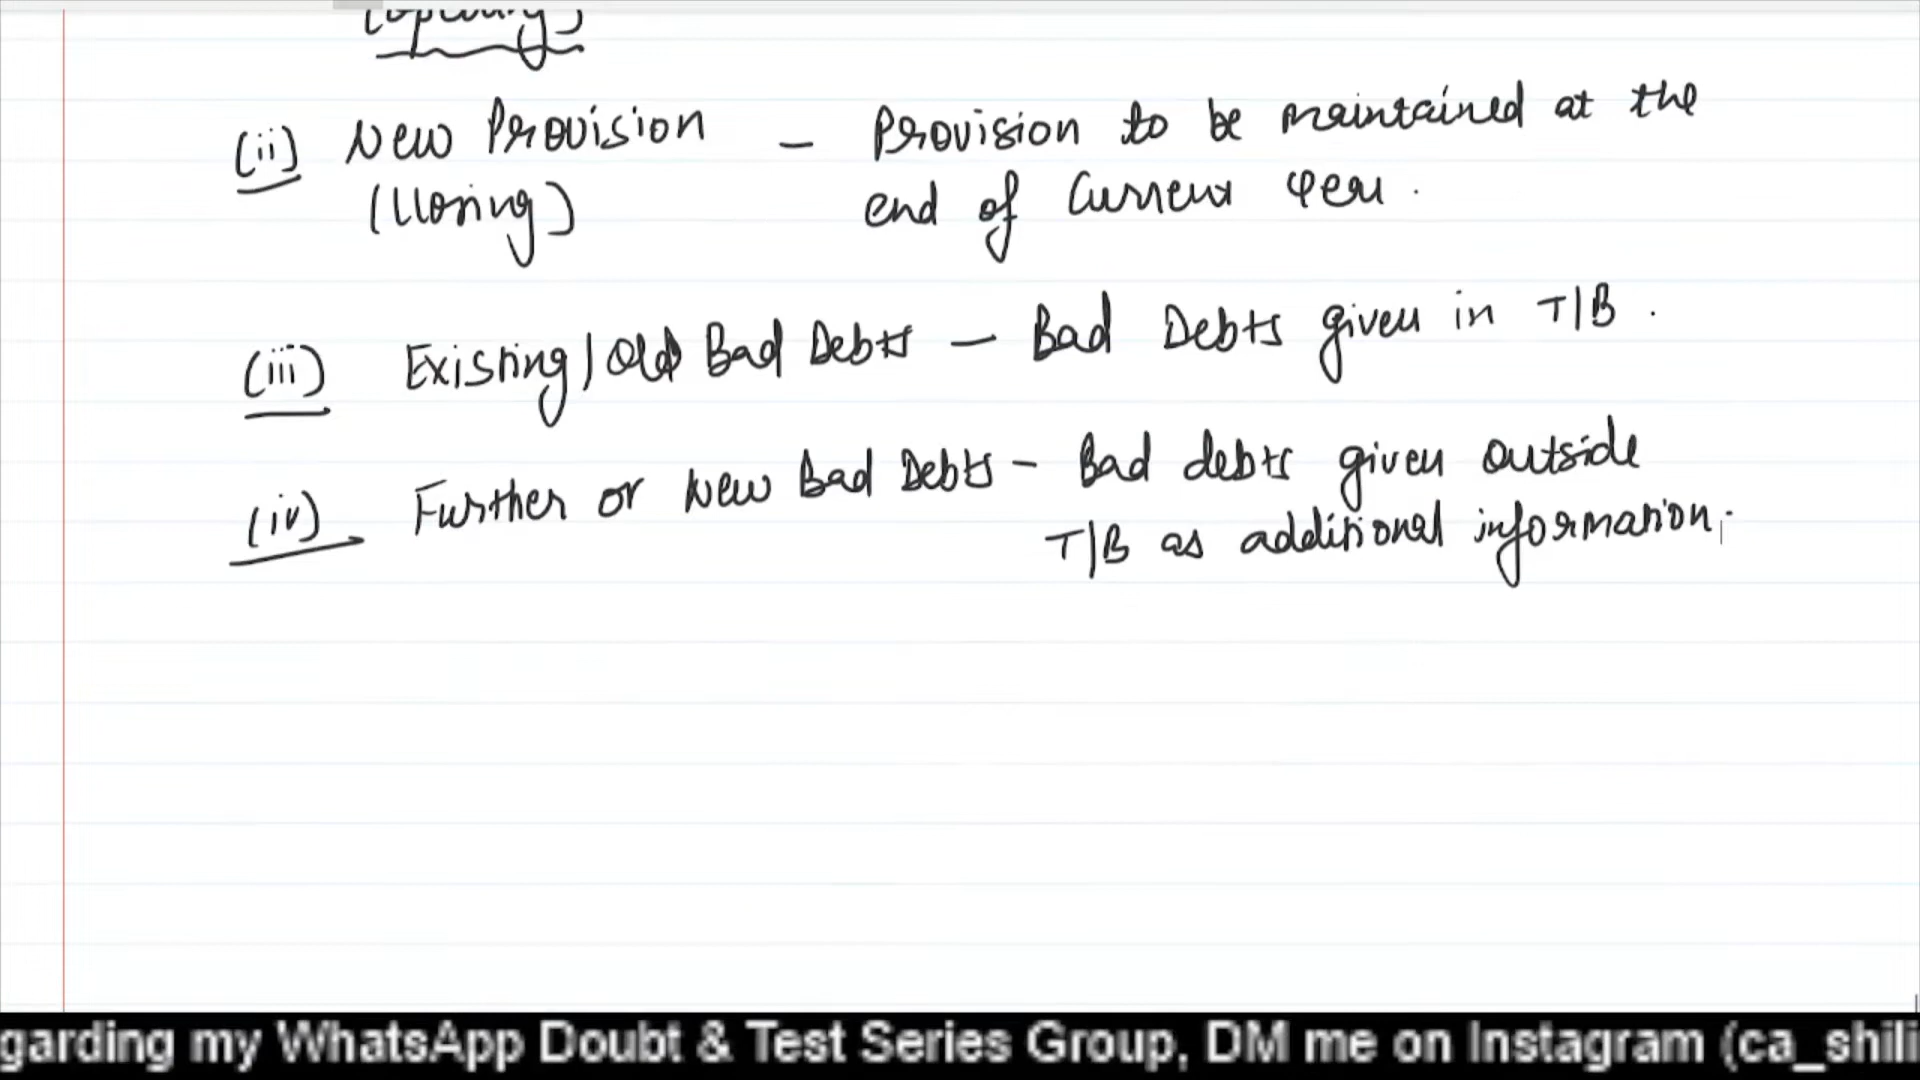 (opening)
(ii) New Provision - Provision to be maintained at the
(Closing) end of Current year.
(iii) Existing/Old Bad Debts - Bad Debts given in T/B.
(iv) Further or New Bad Debts - Bad debts given outside
T/B as additional information.
garding my WhatsApp Doubt & Test Series Group, DM me on Instagram (ca_shili